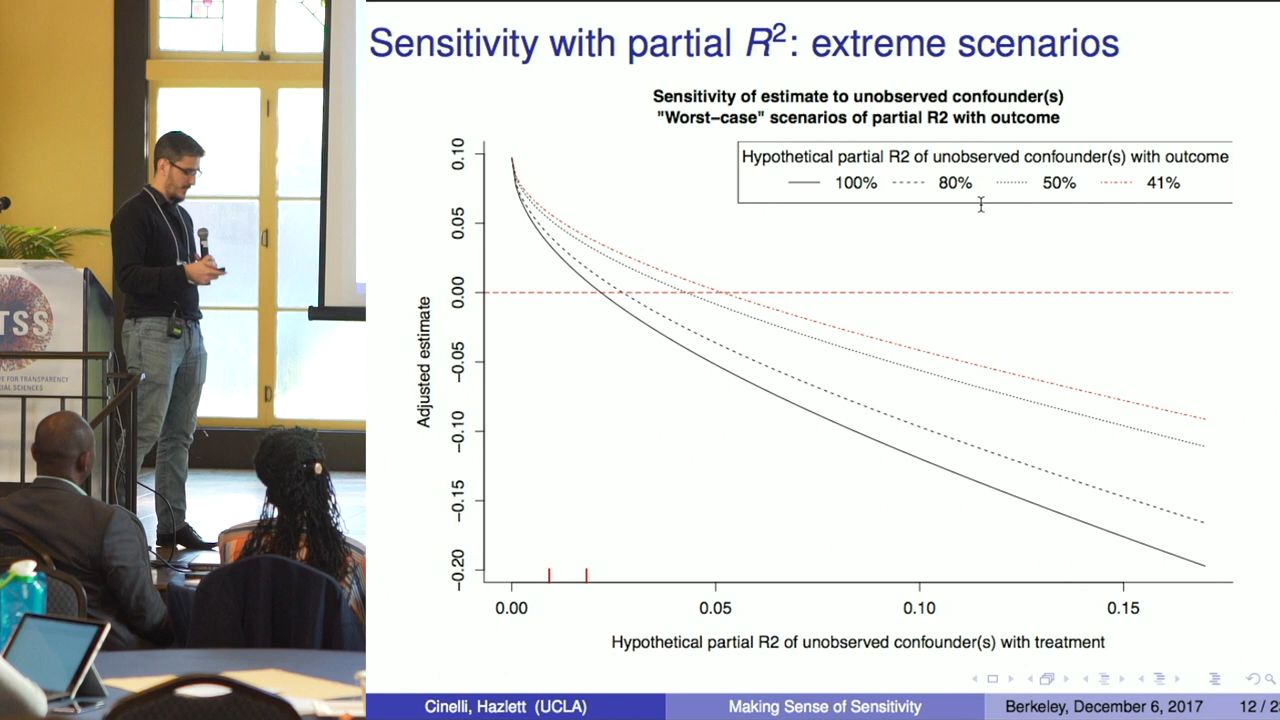 Sensitivity with partial R²: extreme scenarios
Sensitivity of estimate to unobserved confounder(s)
"Worst−case" scenarios of partial R2 with outcome
Hypothetical partial R2 of unobserved confounder(s) with outcome
100% 80% 50% 41%
Adjusted estimate
0.10
0.05
0.00
−0.05
−0.10
−0.15
−0.20
0.00 0.05 0.10 0.15
Hypothetical partial R2 of unobserved confounder(s) with treatment
Cinelli, Hazlett (UCLA) Making Sense of Sensitivity Berkeley, December 6, 2017 12 / 2
TSS
E FOR TRANSPARENCY
IAL SCIENCES